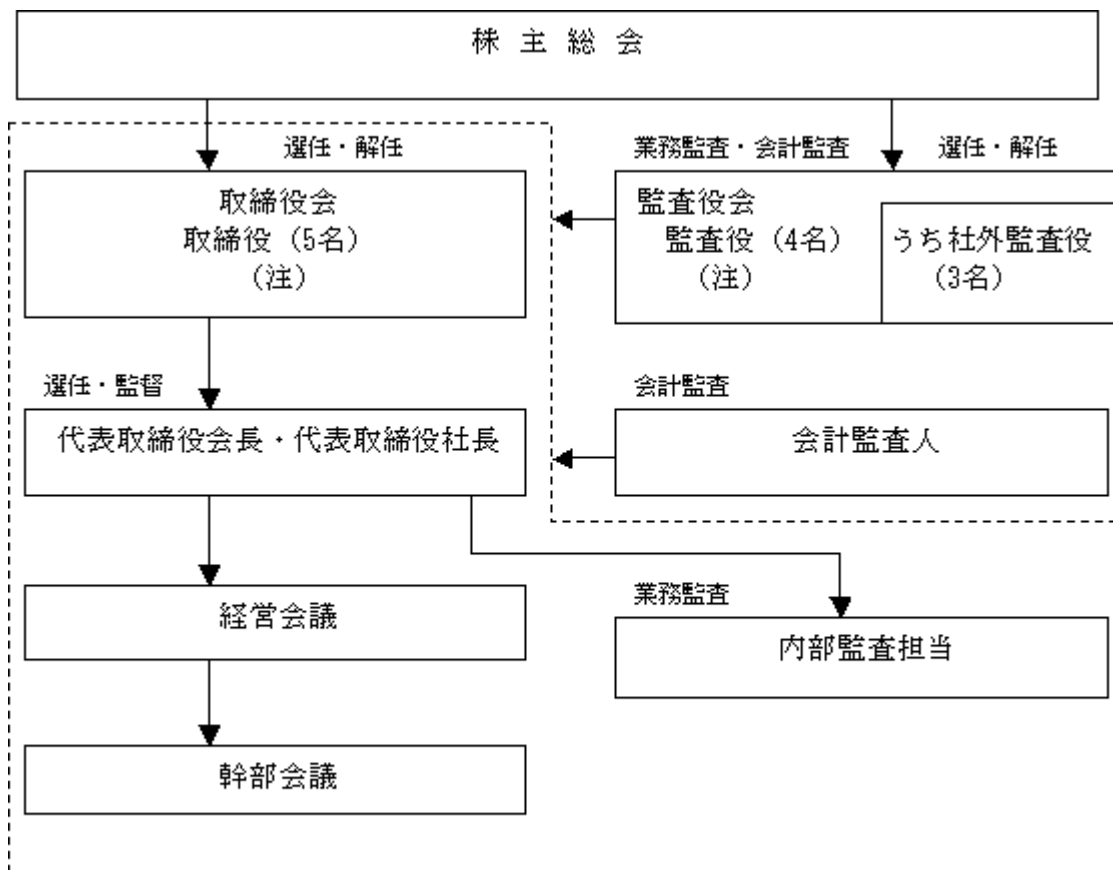 株 主 総 会
選任・解任
業務監査・会計監査
選任・解任
取締役会
取締役（5名）
（注）
監査役会
監査役（4名）
（注）
うち社外監査役
（3名）
選任・監督
会計監査
代表取締役会長・代表取締役社長
会計監査人
業務監査
経営会議
内部監査担当
幹部会議